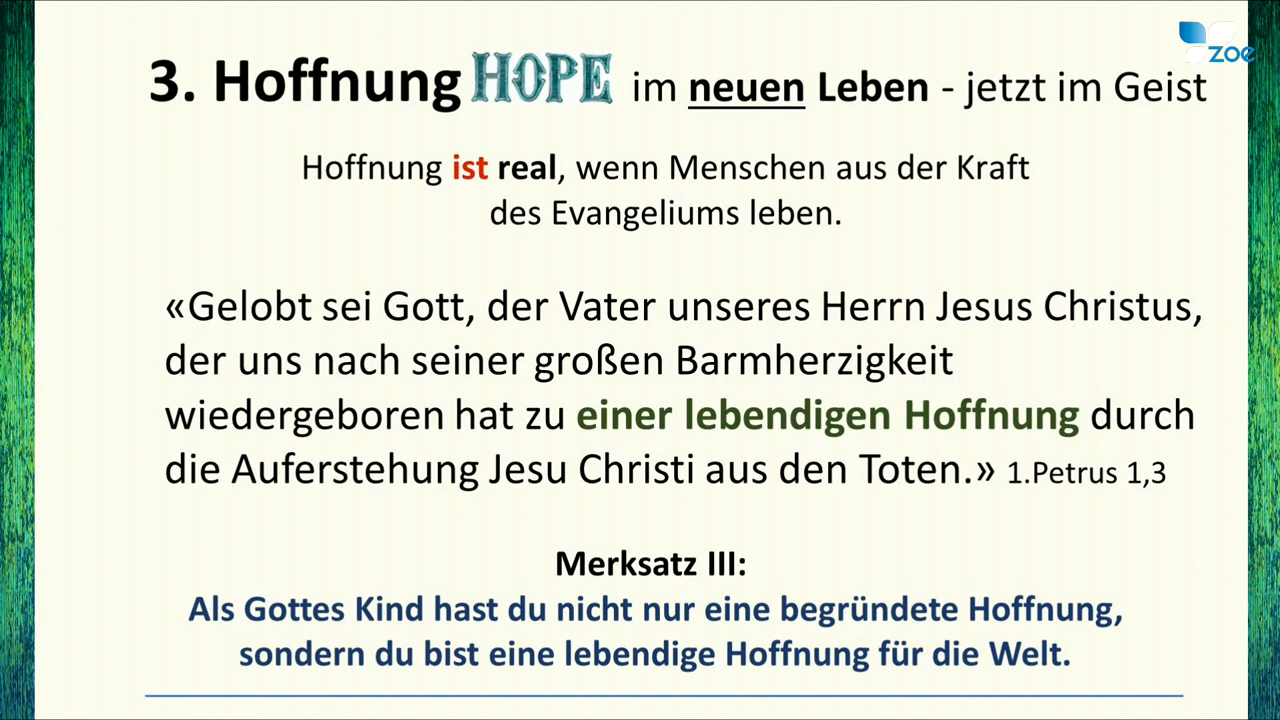 zoe
3. Hoffnung HOPE im neuen Leben - jetzt im Geist
Hoffnung ist real, wenn Menschen aus der Kraft
des Evangeliums leben.
«Gelobt sei Gott, der Vater unseres Herrn Jesus Christus,
der uns nach seiner großen Barmherzigkeit
wiedergeboren hat zu einer lebendigen Hoffnung durch
die Auferstehung Jesu Christi aus den Toten.» 1.Petrus 1,3
Merksatz III:
Als Gottes Kind hast du nicht nur eine begründete Hoffnung,
sondern du bist eine lebendige Hoffnung für die Welt.